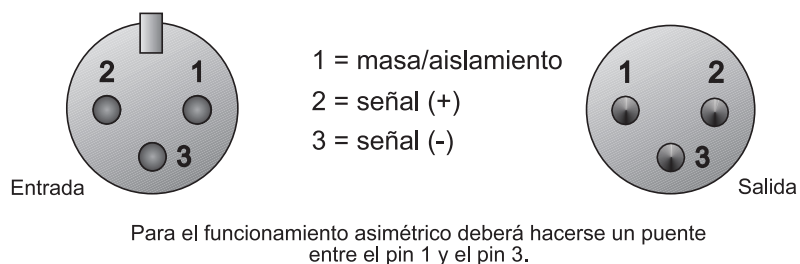 2 1
3
Entrada
1 = masa/aislamiento
2 = señal (+)
3 = señal (-)
1 2
3
Salida
Para el funcionamiento asimétrico deberá hacerse un puente
entre el pin 1 y el pin 3.